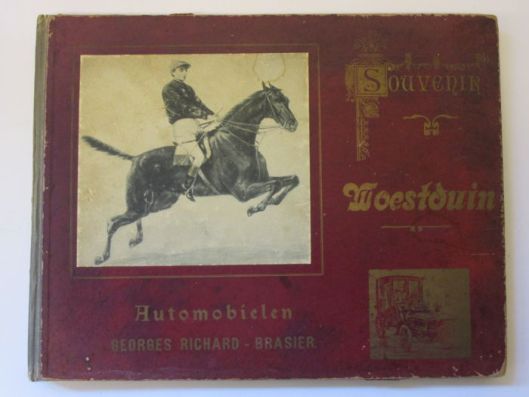 Souvenir
Woestduin
Automobielen
GEORGES RICHARD - BRASIER.